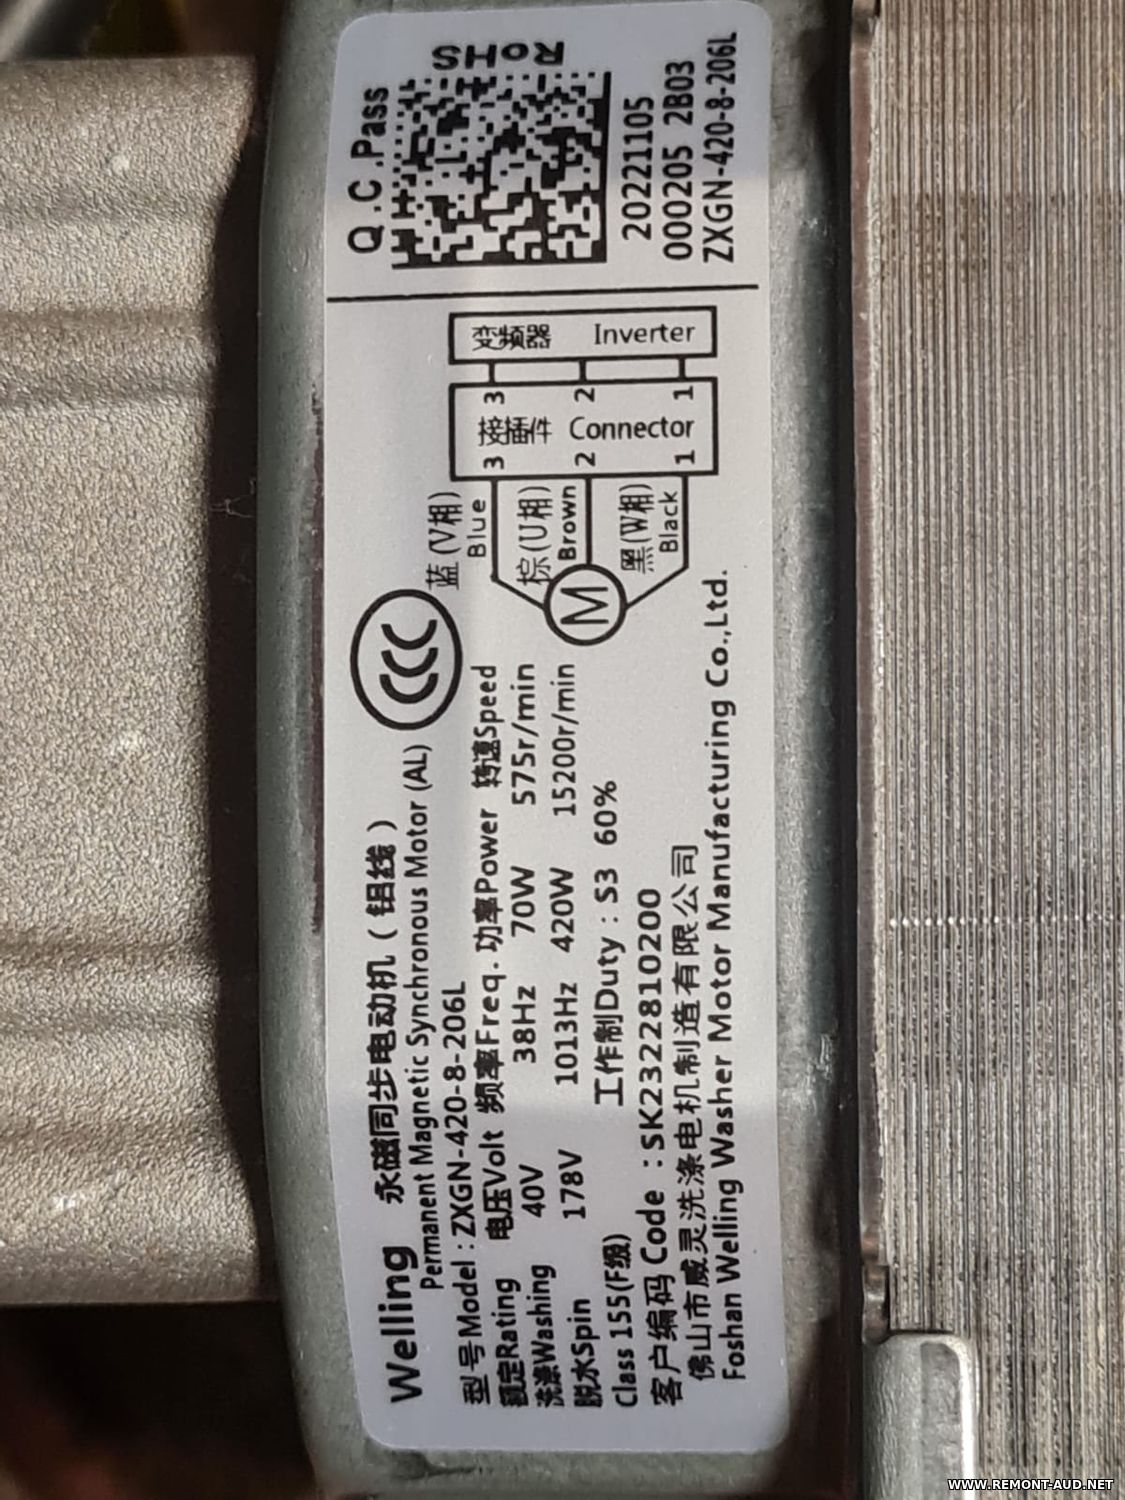 Welling 永磁同步电动机（铝线）
Permanent Magnetic Synchronous Motor (AL)
型号Model : ZXGN-420-8-206L
额定Rating 电压Volt 频率Freq. 功率Power 转速Speed
洗涤Washing 40V 38Hz 70W 575r/min
脱水Spin 178V 1013Hz 420W 15200r/min
Class 155(F级) 工作制Duty : S3 60%
客户编码 Code : SK2322810200
佛山市威灵洗涤电机制造有限公司
Foshan Welling Washer Motor Manufacturing Co.,Ltd.
CCC
蓝 (V相)
Blue
棕(U相)
Brown
黑(W相)
Black
M
3 3
接插件 Connector
2 2
1 1
变频器 Inverter
Q.C.Pass
RoHS
20221105
000205 2B03
ZXGN-420-8-206L
WWW.REMONT-AUD.NET